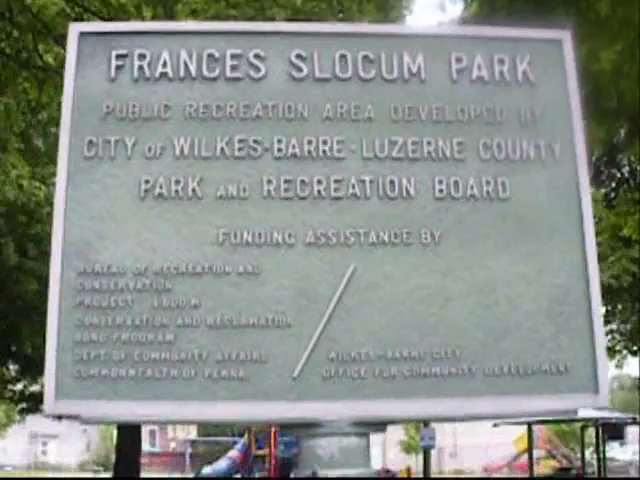 FRANCES SLOCUM PARK
PUBLIC RECREATION AREA DEVELOPED BY
CITY OF WILKES-BARRE-LUZERNE COUNTY
PARK AND RECREATION BOARD
FUNDING ASSISTANCE BY
BUREAU OF RECREATION AND
CONSERVATION
PROJECT
CONSERVATION AND RECLAMATION
BOND PROGRAM
DEPT. OF COMMUNITY AFFAIRS
COMMONWEALTH OF PENNA.
WILKES-BARRE CITY
OFFICE FOR COMMUNITY DEVELOPMENT